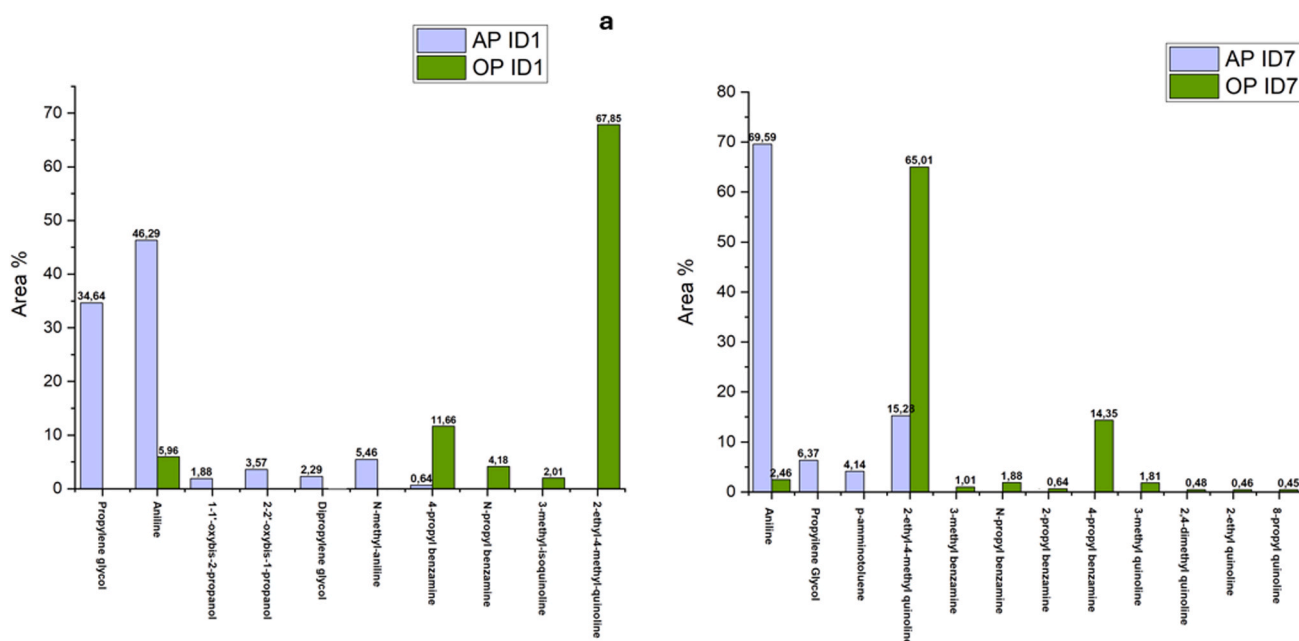 a
AP ID1
OP ID1
Area %
70
60
50
40
30
20
10
0
34,64
46,29
5,96
1,88
3,57
2,29
5,46
0,64
11,66
4,18
2,01
67,85
Propylene glycol
Aniline
1-1'-oxybis-2-propanol
2,2'-oxybis-1-propanol
Dipropylene glycol
N-methyl-aniline
4-propyl benzamine
N-propyl benzamine
3-methyl-isoquinoline
2-ethyl-4-methyl-quinoline
AP ID7
OP ID7
Area %
80
70
60
50
40
30
20
10
0
69,59
2,46
6,37
4,14
15,28
65,01
1,01
1,88
0,64
14,35
1,81
0,48
0,46
0,45
Aniline
Propyilene Glycol
p-amminotoluene
2-ethyl-4-methyl quinoline
3-methyl benzamine
N-propyl benzamine
2-propyl benzamine
4-propyl benzamine
3-methyl quinoline
2,4-dimethyl quinoline
2-ethyl quinoline
8-propyl quinoline